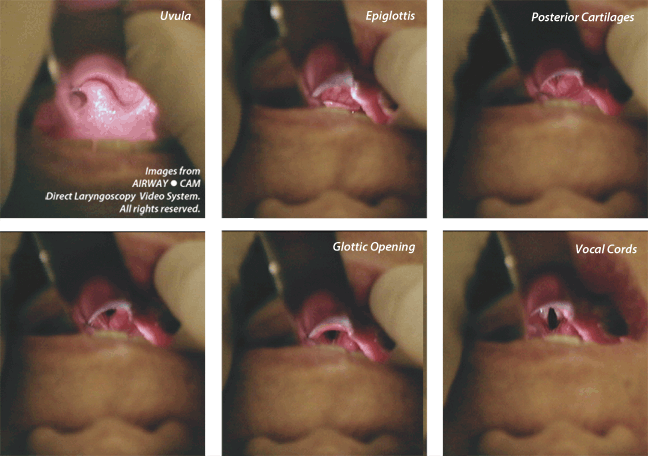 Uvula
Epiglottis
Posterior Cartilages
Images from
AIRWAY ● CAM
Direct Laryngoscopy Video System.
All rights reserved.
Glottic Opening
Vocal Cords